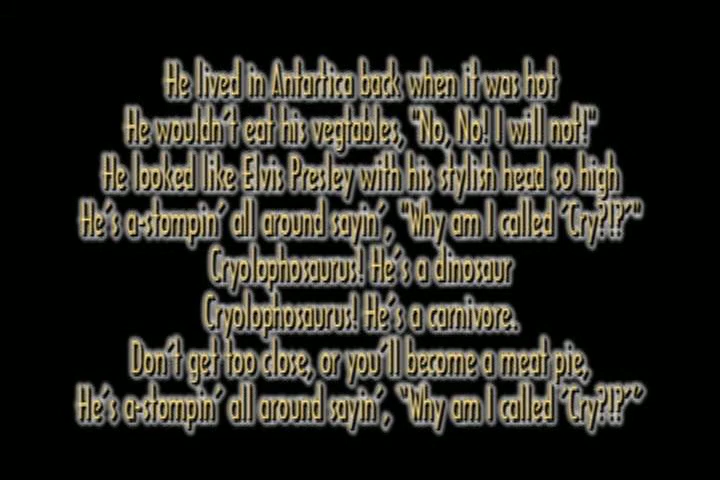 He lived in Antartica back when it was hot
He wouldn´t eat his vegtables, "No, No! I will not!"
He looked like Elvis Presley with his stylish head so high
He´s a-stompin´ all around sayin´, "Why am I called ´Cry?!?´"
Cryolophosaurus! He´s a dinosaur
Cryolophosaurus! He´s a carnivore.
Don´t get too close, or you´ll become a meat pie,
He´s a-stompin´ all around sayin´, “Why am I called ´Cry?!?´”